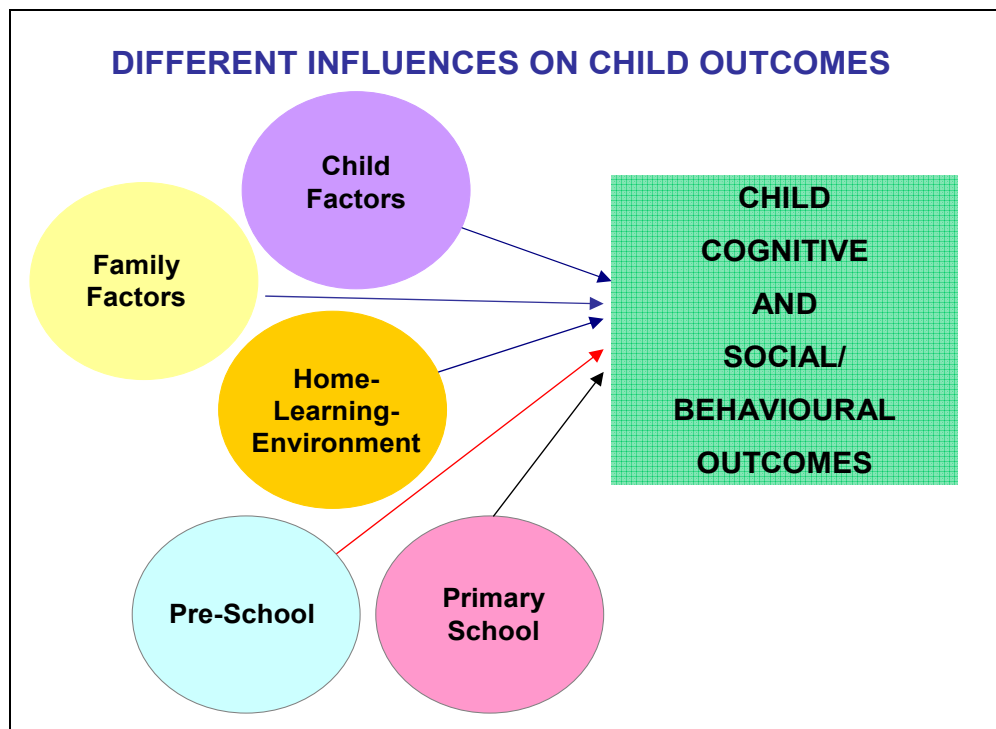 DIFFERENT INFLUENCES ON CHILD OUTCOMES
Child
Factors
Family
Factors
Home-
Learning-
Environment
Pre-School
Primary
School
CHILD
COGNITIVE
AND
SOCIAL/
BEHAVIOURAL
OUTCOMES